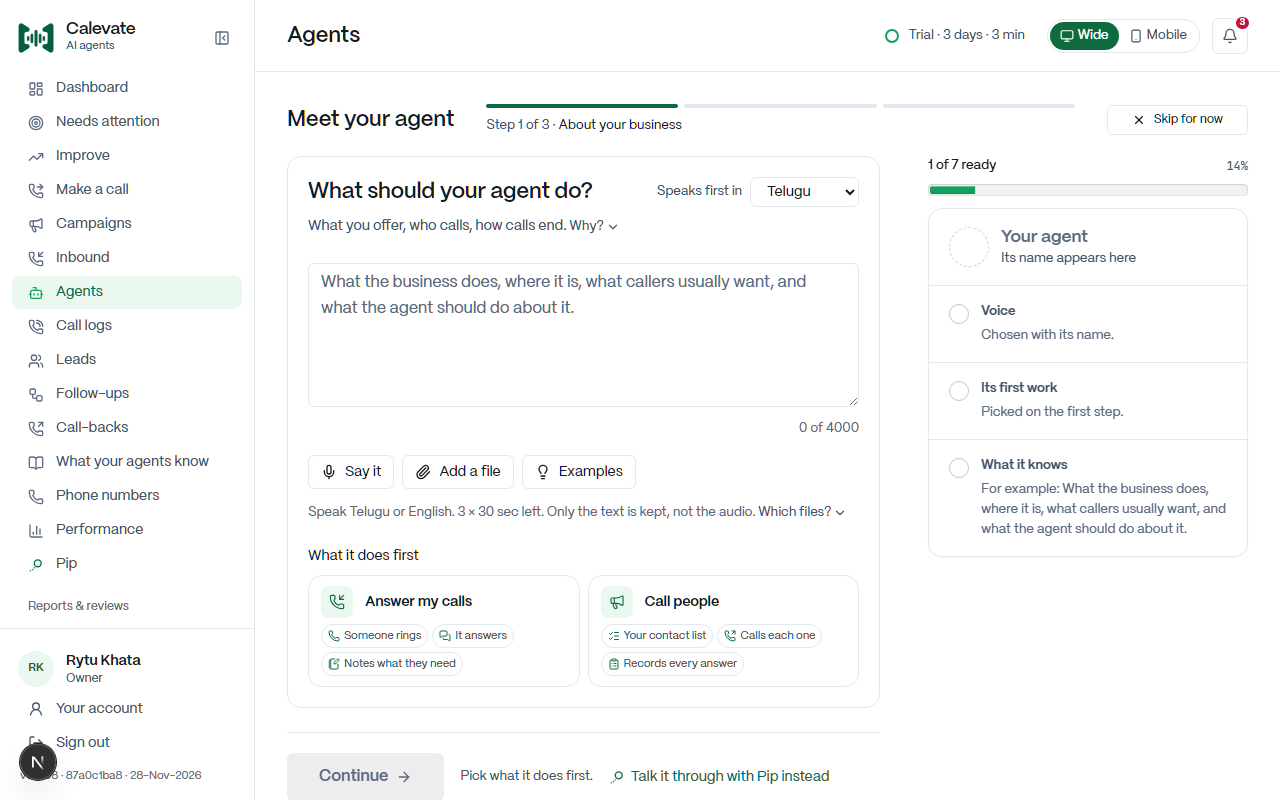 Calevate
AI agents
Dashboard
Needs attention
Improve
Make a call
Campaigns
Inbound
Agents
Call logs
Leads
Follow-ups
Call-backs
What your agents know
Phone numbers
Performance
Pip
Reports & reviews
RK
Rytu Khata
Owner
Your account
Sign out
N
· 87a0c1ba8 · 28-Nov-2026
Agents
Trial · 3 days · 3 min
Wide
Mobile
3
Meet your agent
Step 1 of 3 · About your business
Skip for now
What should your agent do?
Speaks first in
Telugu
What you offer, who calls, how calls end. Why?
What the business does, where it is, what callers usually want, and
what the agent should do about it.
0 of 4000
Say it
Add a file
Examples
Speak Telugu or English. 3 × 30 sec left. Only the text is kept, not the audio. Which files?
What it does first
Answer my calls
Someone rings
It answers
Notes what they need
Call people
Your contact list
Calls each one
Records every answer
Continue
Pick what it does first.
Talk it through with Pip instead
1 of 7 ready
14%
Your agent
Its name appears here
Voice
Chosen with its name.
Its first work
Picked on the first step.
What it knows
For example: What the business does,
where it is, what callers usually want, and
what the agent should do about it.